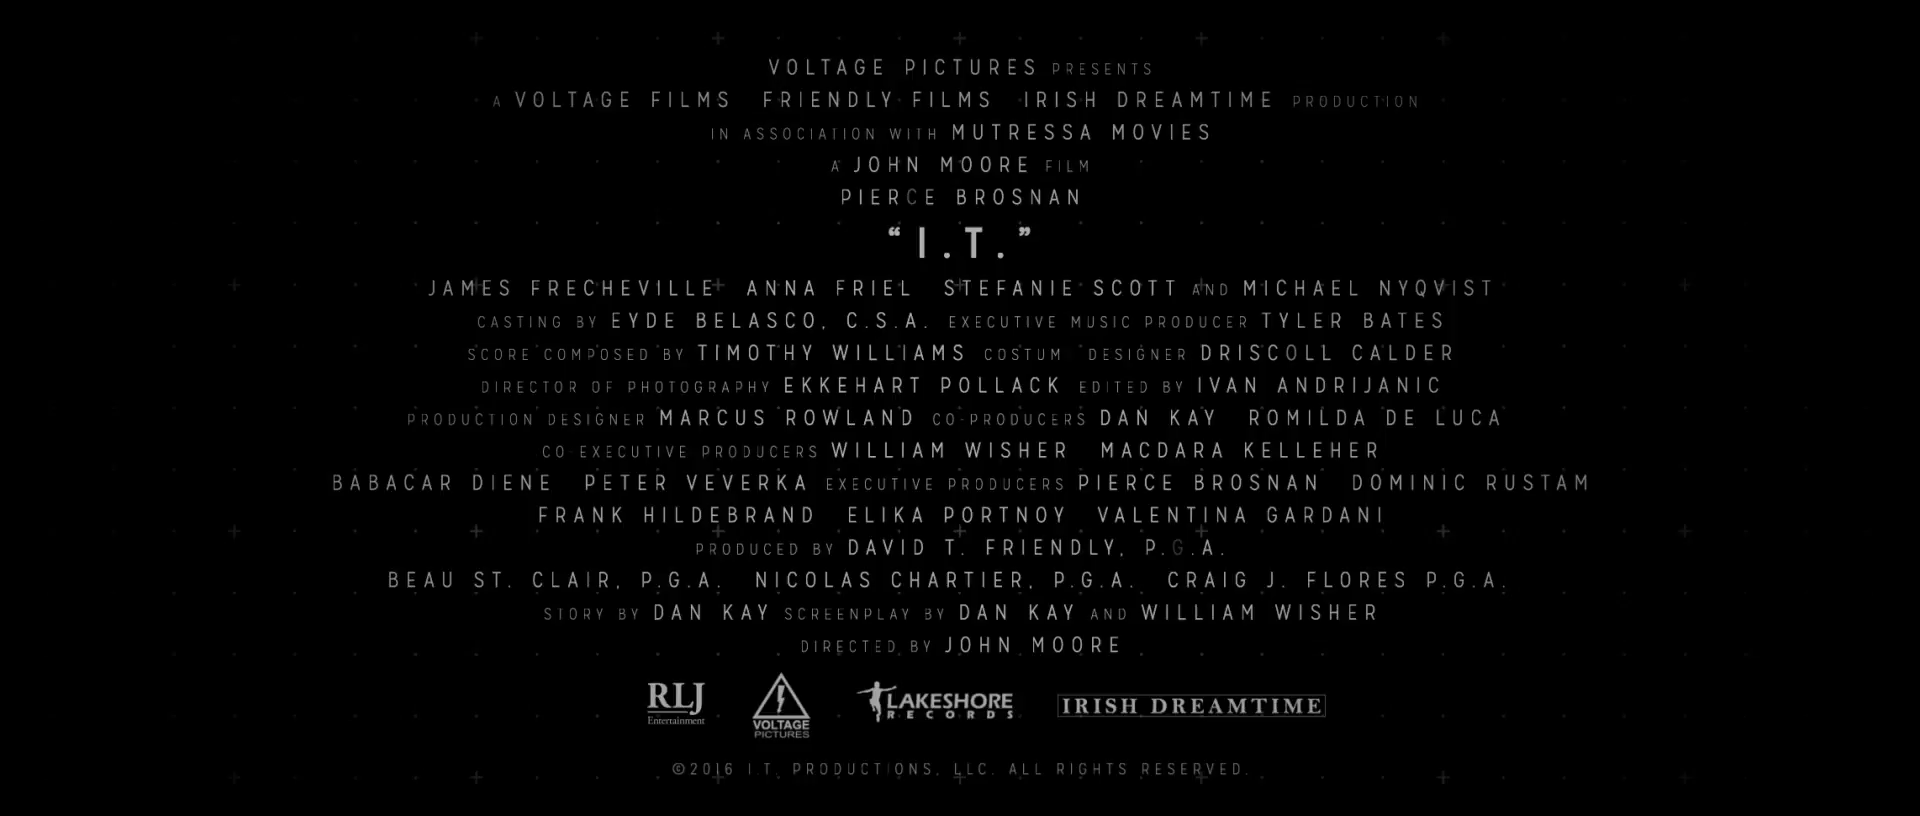 VOLTAGE PICTURES PRESENTS
A VOLTAGE FILMS FRIENDLY FILMS IRISH DREAMTIME PRODUCTION
IN ASSOCIATION WITH MUTRESSA MOVIES
A JOHN MOORE FILM
PIERCE BROSNAN
“I.T.”
JAMES FRECHEVILLE ANNA FRIEL STEFANIE SCOTT AND MICHAEL NYQVIST
CASTING BY EYDE BELASCO, C.S.A. EXECUTIVE MUSIC PRODUCER TYLER BATES
SCORE COMPOSED BY TIMOTHY WILLIAMS COSTUM DESIGNER DRISCOLL CALDER
DIRECTOR OF PHOTOGRAPHY EKKEHART POLLACK EDITED BY IVAN ANDRIJANIC
PRODUCTION DESIGNER MARCUS ROWLAND CO-PRODUCERS DAN KAY ROMILDA DE LUCA
CO-EXECUTIVE PRODUCERS WILLIAM WISHER MACDARA KELLEHER
BABACAR DIENE PETER VEVERKA EXECUTIVE PRODUCERS PIERCE BROSNAN DOMINIC RUSTAM
FRANK HILDEBRAND ELIKA PORTNOY VALENTINA GARDANI
PRODUCED BY DAVID T. FRIENDLY, P.G.A.
BEAU ST. CLAIR, P.G.A. NICOLAS CHARTIER, P.G.A. CRAIG J. FLORES P.G.A.
STORY BY DAN KAY SCREENPLAY BY DAN KAY AND WILLIAM WISHER
DIRECTED BY JOHN MOORE
RLJ Entertainment
VOLTAGE PICTURES
LAKESHORE RECORDS
IRISH DREAMTIME
©2016 I.T. PRODUCTIONS, LLC. ALL RIGHTS RESERVED.